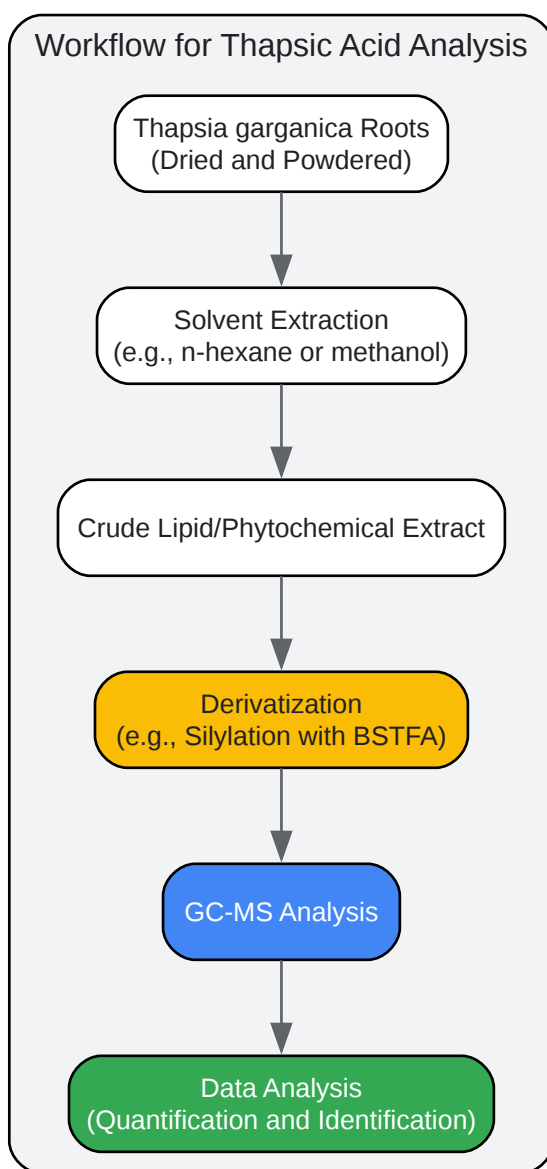 Workflow for Thapsic Acid Analysis
Thapsia garganica Roots
(Dried and Powdered)
Solvent Extraction
(e.g., n-hexane or methanol)
Crude Lipid/Phytochemical Extract
Derivatization
(e.g., Silylation with BSTFA)
GC-MS Analysis
Data Analysis
(Quantification and Identification)